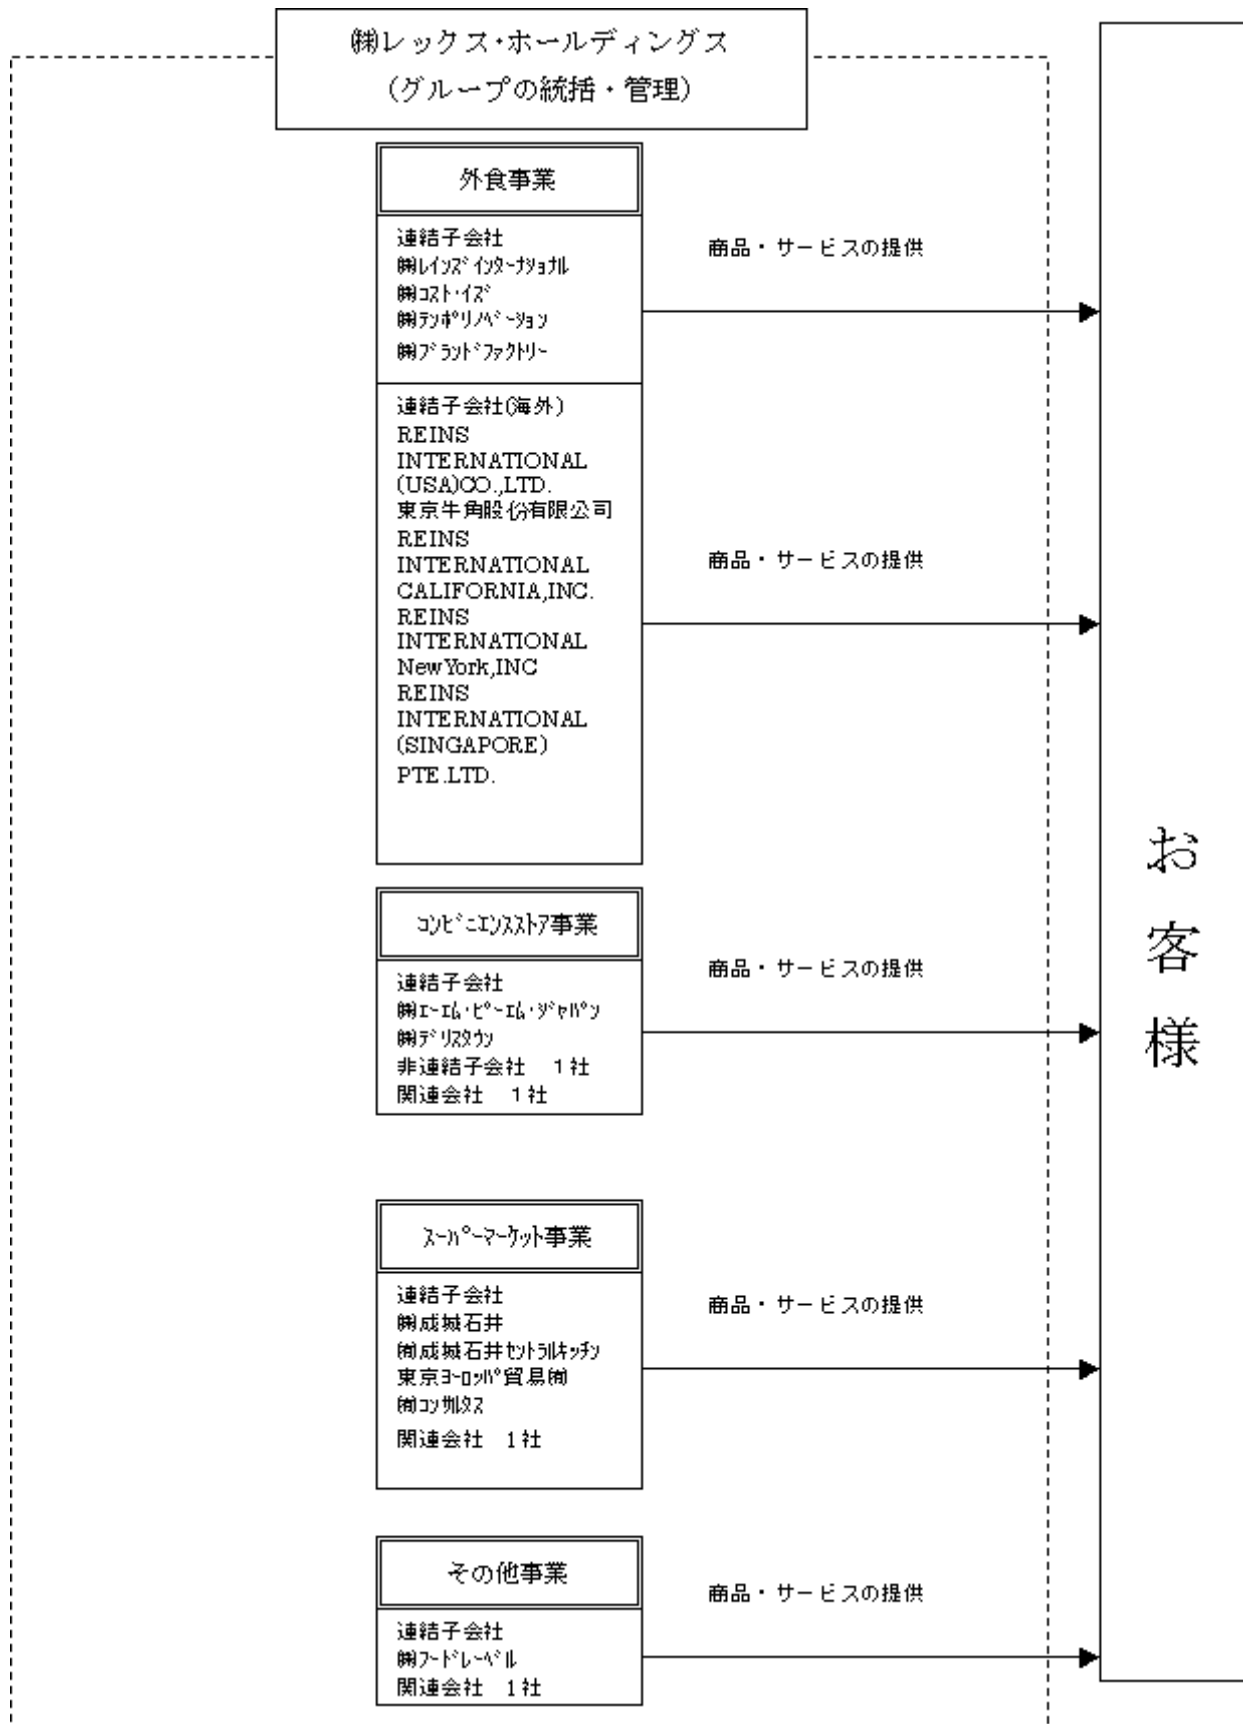 ㈱レックス・ホールディングス
(グループの統括・管理)
外食事業
連結子会社
㈱ﾚｲﾝｽﾞｲﾝﾀｰﾅｼｮﾅﾙ
㈱ｺｽﾄ･ｲｽﾞ
㈱ﾃﾝﾎﾟﾘﾉﾍﾞｰｼｮﾝ
㈱ﾌﾞﾗﾝﾄﾞﾌｧｸﾄﾘｰ
商品・サービスの提供
連結子会社(海外)
REINS
INTERNATIONAL
(USA)CO.,LTD.
東京牛角股份有限公司
REINS
INTERNATIONAL
CALIFORNIA,INC.
REINS
INTERNATIONAL
NewYork,INC
REINS
INTERNATIONAL
(SINGAPORE)
PTE.LTD.
商品・サービスの提供
ｺﾝﾋﾞﾆｴﾝｽｽﾄｱ事業
連結子会社
㈱ｴｰｴﾑ･ﾋﾟｰｴﾑ･ｼﾞｬﾊﾟﾝ
㈱ﾃﾞﾘｽﾀｳﾝ
非連結子会社　1社
関連会社　1社
商品・サービスの提供
ｽｰﾊﾟｰﾏｰｹｯﾄ事業
連結子会社
㈱成城石井
㈲成城石井ｾﾝﾄﾗﾙｷｯﾁﾝ
東京ﾖｰﾛｯﾊﾟ貿易㈲
㈲ｺﾝｻﾙﾀｽ
関連会社　1社
商品・サービスの提供
その他事業
連結子会社
㈱ﾌｰﾄﾞﾚｰﾍﾞﾙ
関連会社　1社
商品・サービスの提供
お客様